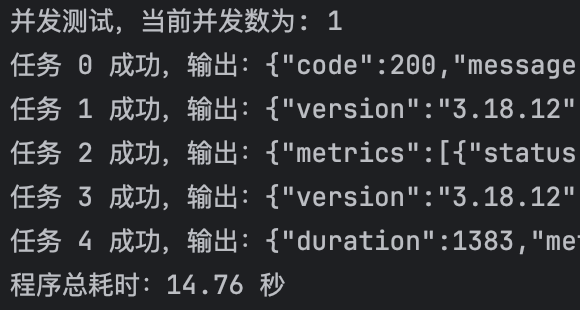 并发测试，当前并发数为: 1
任务 0 成功，输出：{"code":200,"message
任务 1 成功，输出：{"version":"3.18.12"
任务 2 成功，输出：{"metrics":[{"status
任务 3 成功，输出：{"version":"3.18.12"
任务 4 成功，输出：{"duration":1383,"met
程序总耗时：14.76 秒